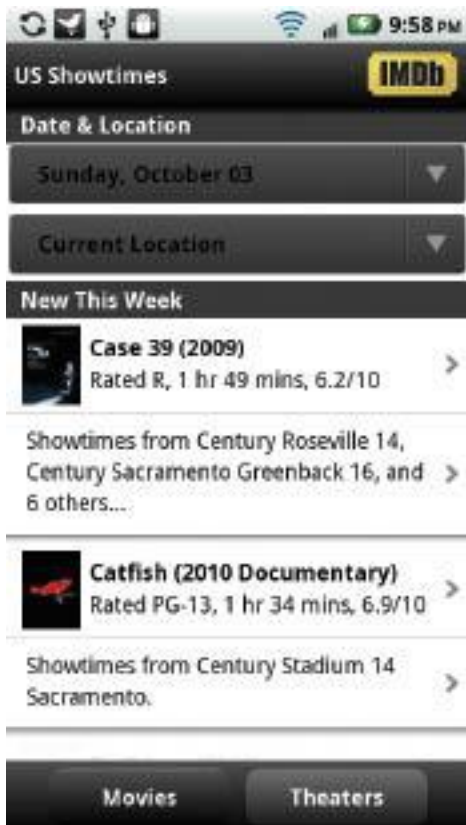 9:58 PM
US Showtimes
IMDb
Date & Location
Sunday, October 03
Current Location
New This Week
Case 39 (2009)
Rated R, 1 hr 49 mins, 6.2/10
Showtimes from Century Roseville 14,
Century Sacramento Greenback 16, and
6 others...
Catfish (2010 Documentary)
Rated PG-13, 1 hr 34 mins, 6.9/10
Showtimes from Century Stadium 14
Sacramento.
Movies
Theaters